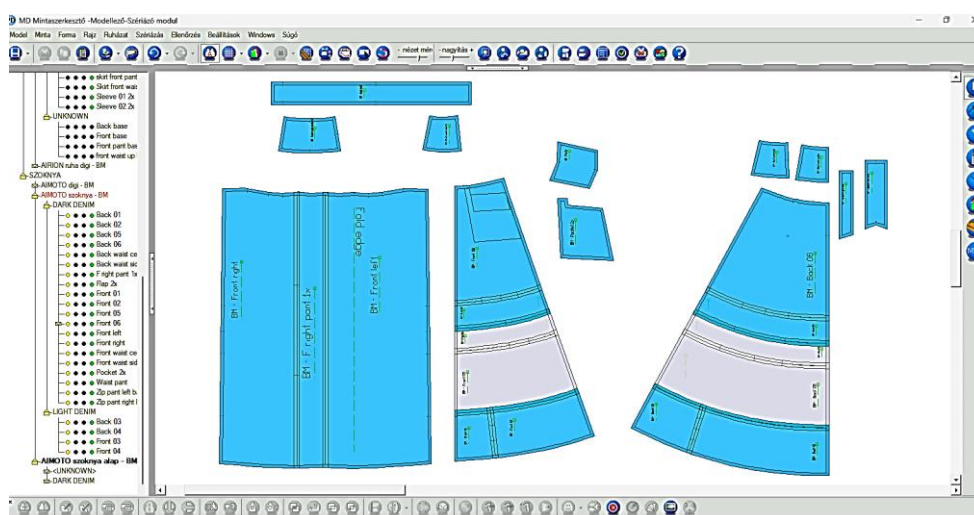 MD Mintaszerkesztő -Modellező-Szériázó modul
Model Minta Forma Rajz Ruházat Szériázás Ellenőrzés Beállítások Windows Súgó
- nézet mén - nagyítás +
skirt front pant
Skirt front wais
Sleeve 01 2x
Sleeve 02 2x
UNKNOWN
Back base
Front base
Front pant bas
front waist up
AIRION ruha digi - BM
SZOKNYA
AIMOTO digi - BM
AIMOTO szoknya - BM
DARK DENIM
Back 01
Back 02
Back 05
Back 06
Back waist ce
Back waist sid
F right pant 1x
Flap 2x
Front 01
Front 02
Front 05
Front 06
Front left
Front right
Front waist ce
Front waist sid
Pocket 2x
Waist pant
Zip pant left b
Zip pant right l
LIGHT DENIM
Back 03
Back 04
Front 03
Front 04
AIMOTO szoknya alap - BM
<UNKNOWN>
DARK DENIM
BM - Front right
BM - F right pant 1x
Fold edge
BM - Front left
BM - Back 06